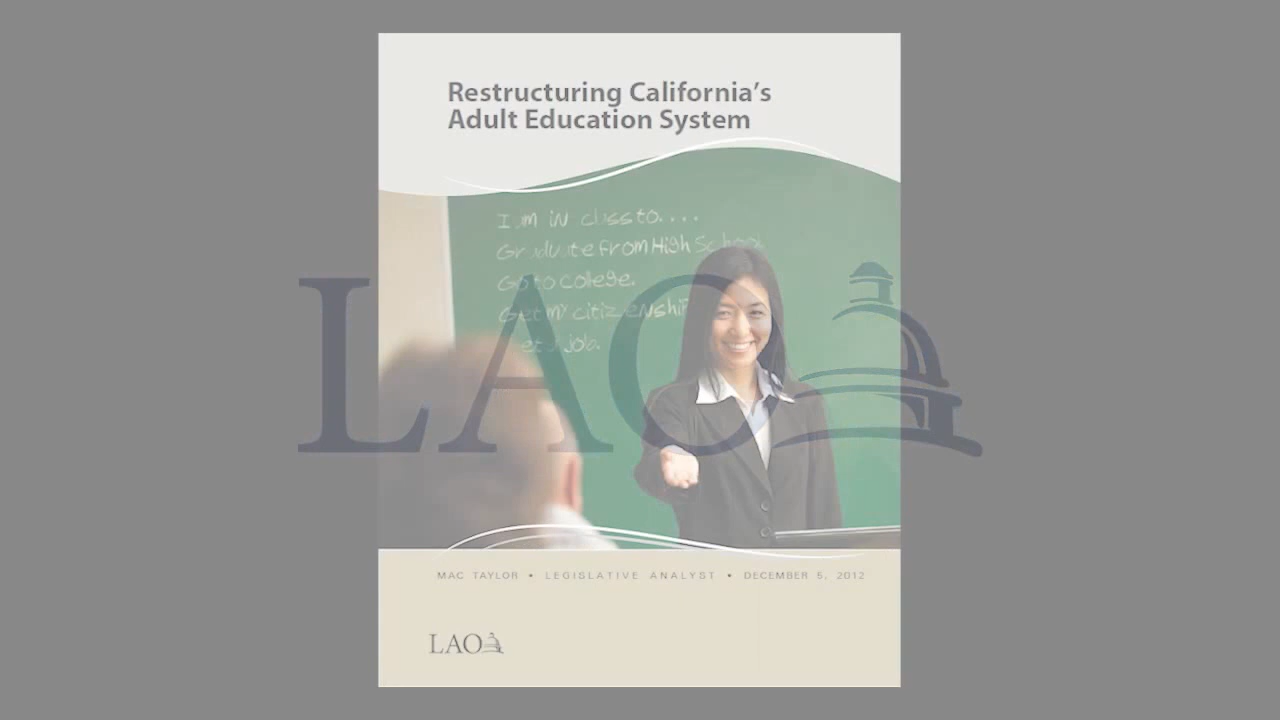 Restructuring California's
Adult Education System
I am in class to....
Graduate from High School
Go to college.
Get my citizenship
Get a job.
LAO
MAC TAYLOR • LEGISLATIVE ANALYST • DECEMBER 5, 2012
LAO